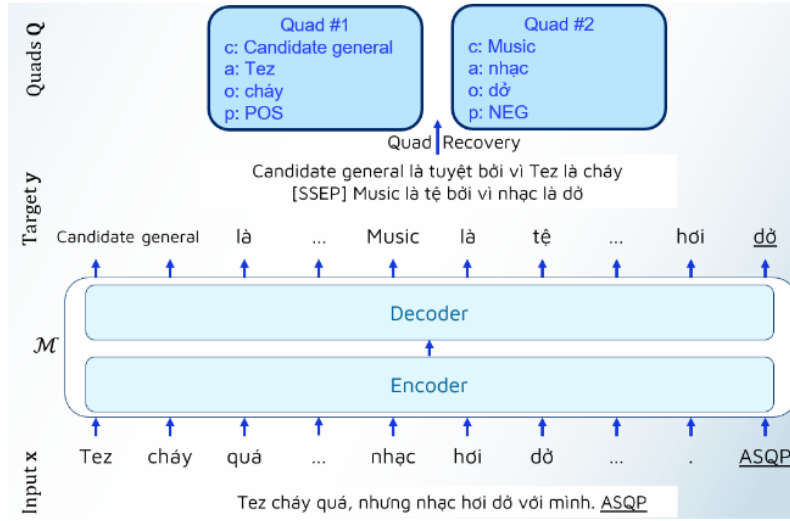 Quads Q
Quad #1
c: Candidate general
a: Tez
o: cháy
p: POS
Quad #2
c: Music
a: nhạc
o: dở
p: NEG
Quad Recovery
Target y
Candidate general là tuyệt bởi vì Tez là cháy
[SSEP] Music là tệ bởi vì nhạc là dở
Candidate general là ... Music là tệ ... hơi dở
M
Decoder
Encoder
Input x
Tez cháy quá ... nhạc hơi dở ... . ASQP
Tez cháy quá, nhưng nhạc hơi dở với mình. ASQP